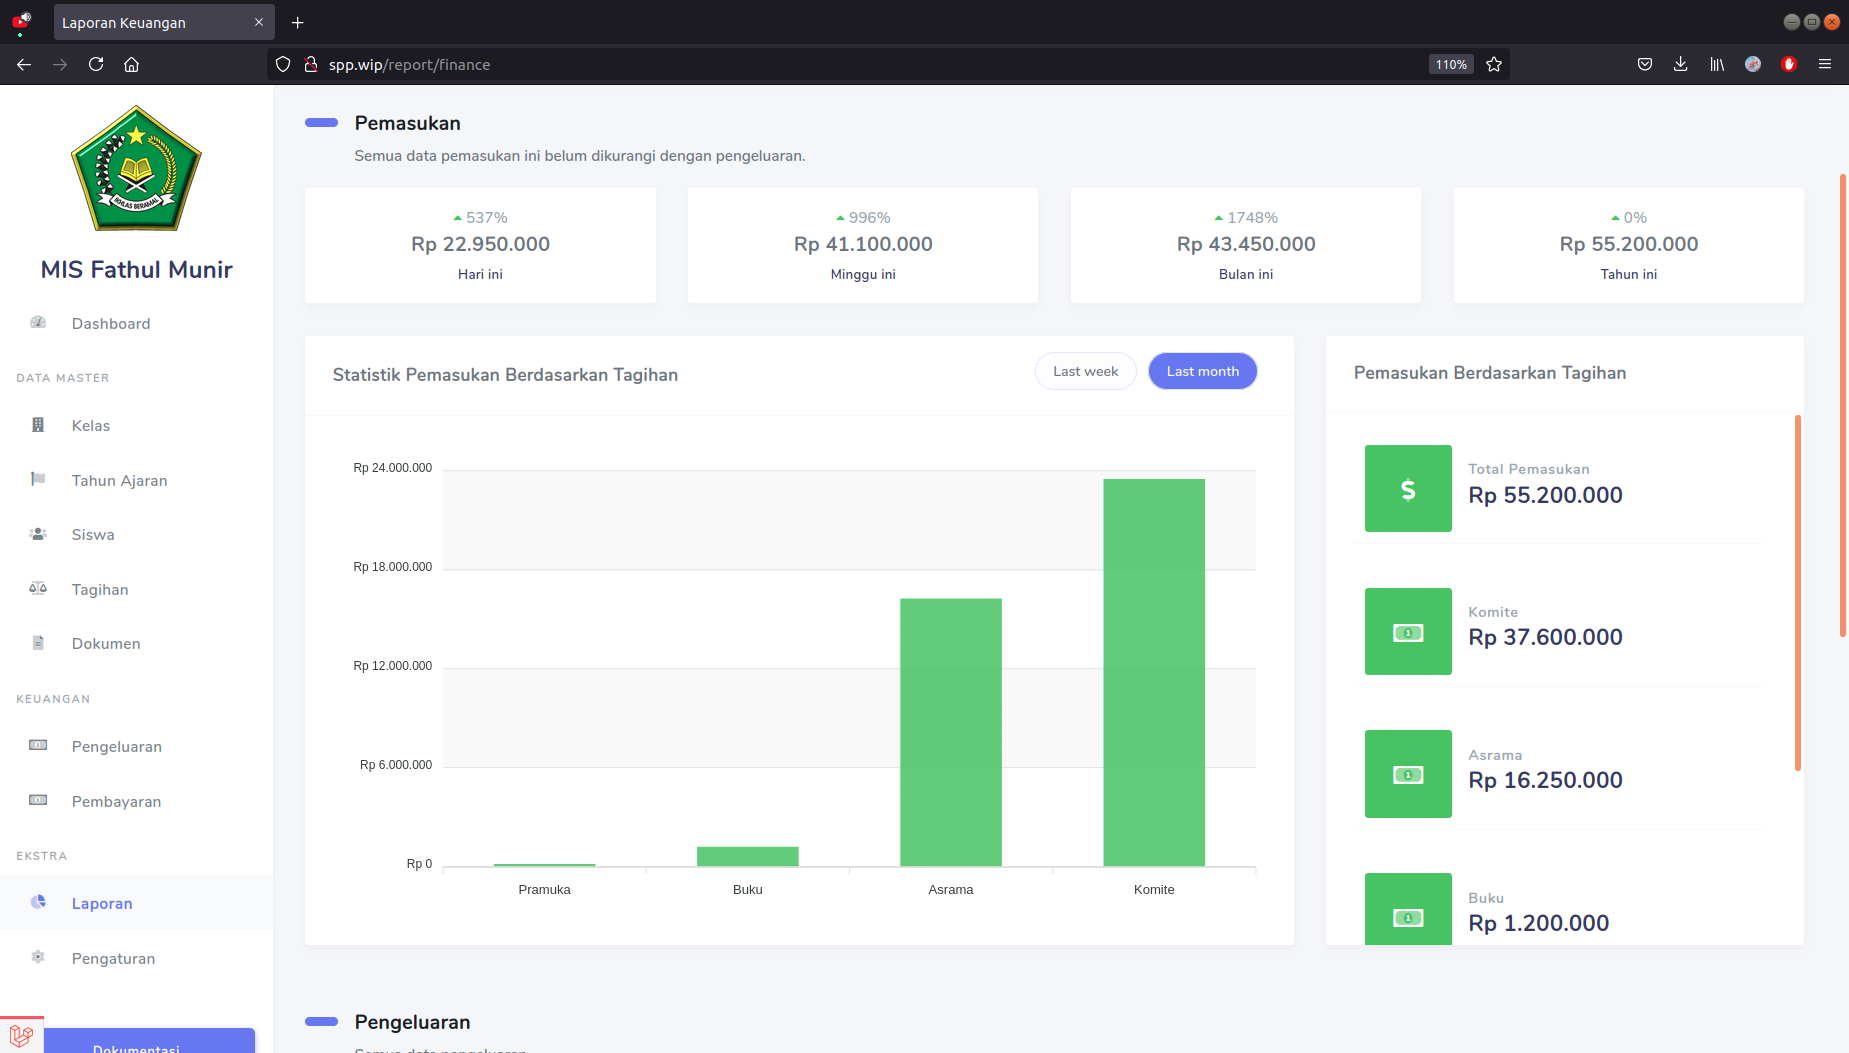 Laporan Keuangan
spp.wip/report/finance
110%
IKHLAS BERAMAL
MIS Fathul Munir
Dashboard
DATA MASTER
Kelas
Tahun Ajaran
Siswa
Tagihan
Dokumen
KEUANGAN
Pengeluaran
Pembayaran
EKSTRA
Laporan
Pengaturan
Dokumentasi
Pemasukan
Semua data pemasukan ini belum dikurangi dengan pengeluaran.
537%
Rp 22.950.000
Hari ini
996%
Rp 41.100.000
Minggu ini
1748%
Rp 43.450.000
Bulan ini
0%
Rp 55.200.000
Tahun ini
Statistik Pemasukan Berdasarkan Tagihan
Last week
Last month
Rp 24.000.000
Rp 18.000.000
Rp 12.000.000
Rp 6.000.000
Rp 0
Pramuka
Buku
Asrama
Komite
Pemasukan Berdasarkan Tagihan
Total Pemasukan
Rp 55.200.000
Komite
Rp 37.600.000
Asrama
Rp 16.250.000
Buku
Rp 1.200.000
Pengeluaran
Semua data pengeluaran